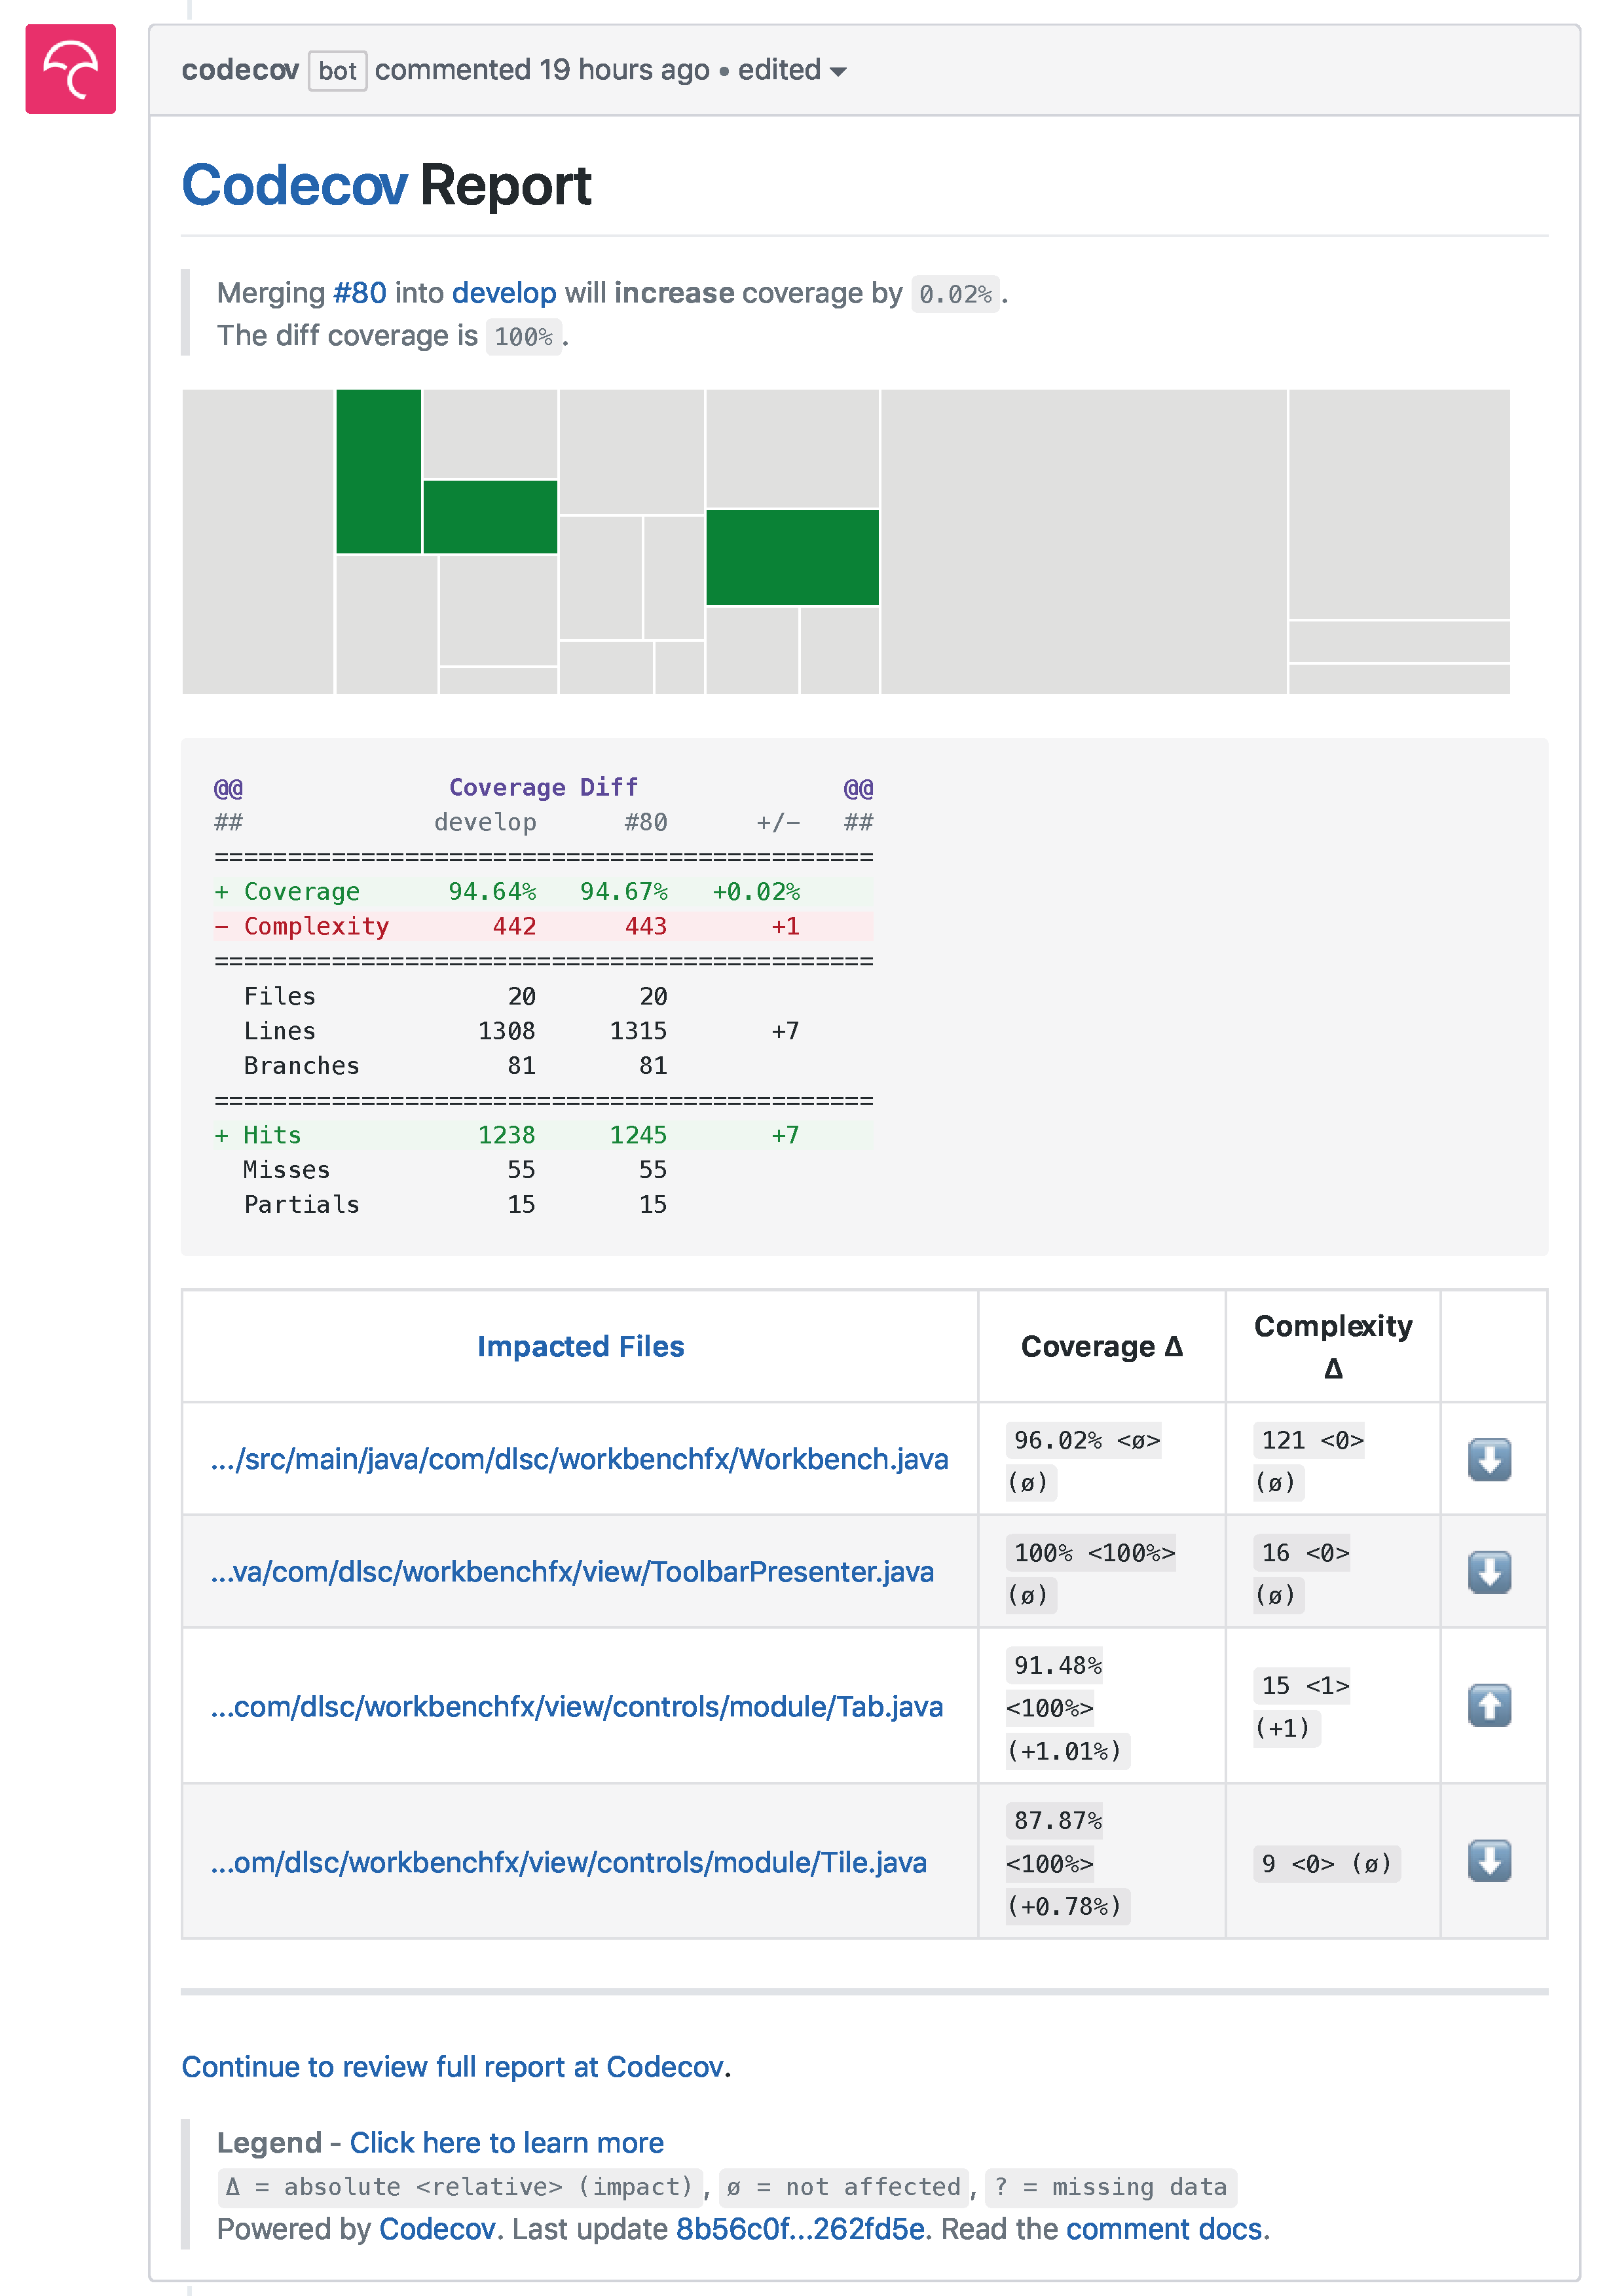 codecov bot commented 19 hours ago • edited
Codecov Report
Merging #80 into develop will increase coverage by 0.02%.
The diff coverage is 100%.
@@ Coverage Diff @@
## develop #80 +/- ##
=============================================
+ Coverage 94.64% 94.67% +0.02%
- Complexity 442 443 +1
=============================================
Files 20 20
Lines 1308 1315 +7
Branches 81 81
=============================================
+ Hits 1238 1245 +7
Misses 55 55
Partials 15 15
Impacted Files Coverage Δ Complexity
Δ
.../src/main/java/com/dlsc/workbenchfx/Workbench.java 96.02% <ø> 121 <0>
(ø) (ø)
...va/com/dlsc/workbenchfx/view/ToolbarPresenter.java 100% <100%> 16 <0>
(ø) (ø)
...com/dlsc/workbenchfx/view/controls/module/Tab.java 91.48% 15 <1>
<100%> (+1)
(+1.01%)
...om/dlsc/workbenchfx/view/controls/module/Tile.java 87.87% 9 <0> (ø)
<100%>
(+0.78%)
Continue to review full report at Codecov.
Legend - Click here to learn more
Δ = absolute <relative> (impact), ø = not affected, ? = missing data
Powered by Codecov. Last update 8b56c0f...262fd5e. Read the comment docs.